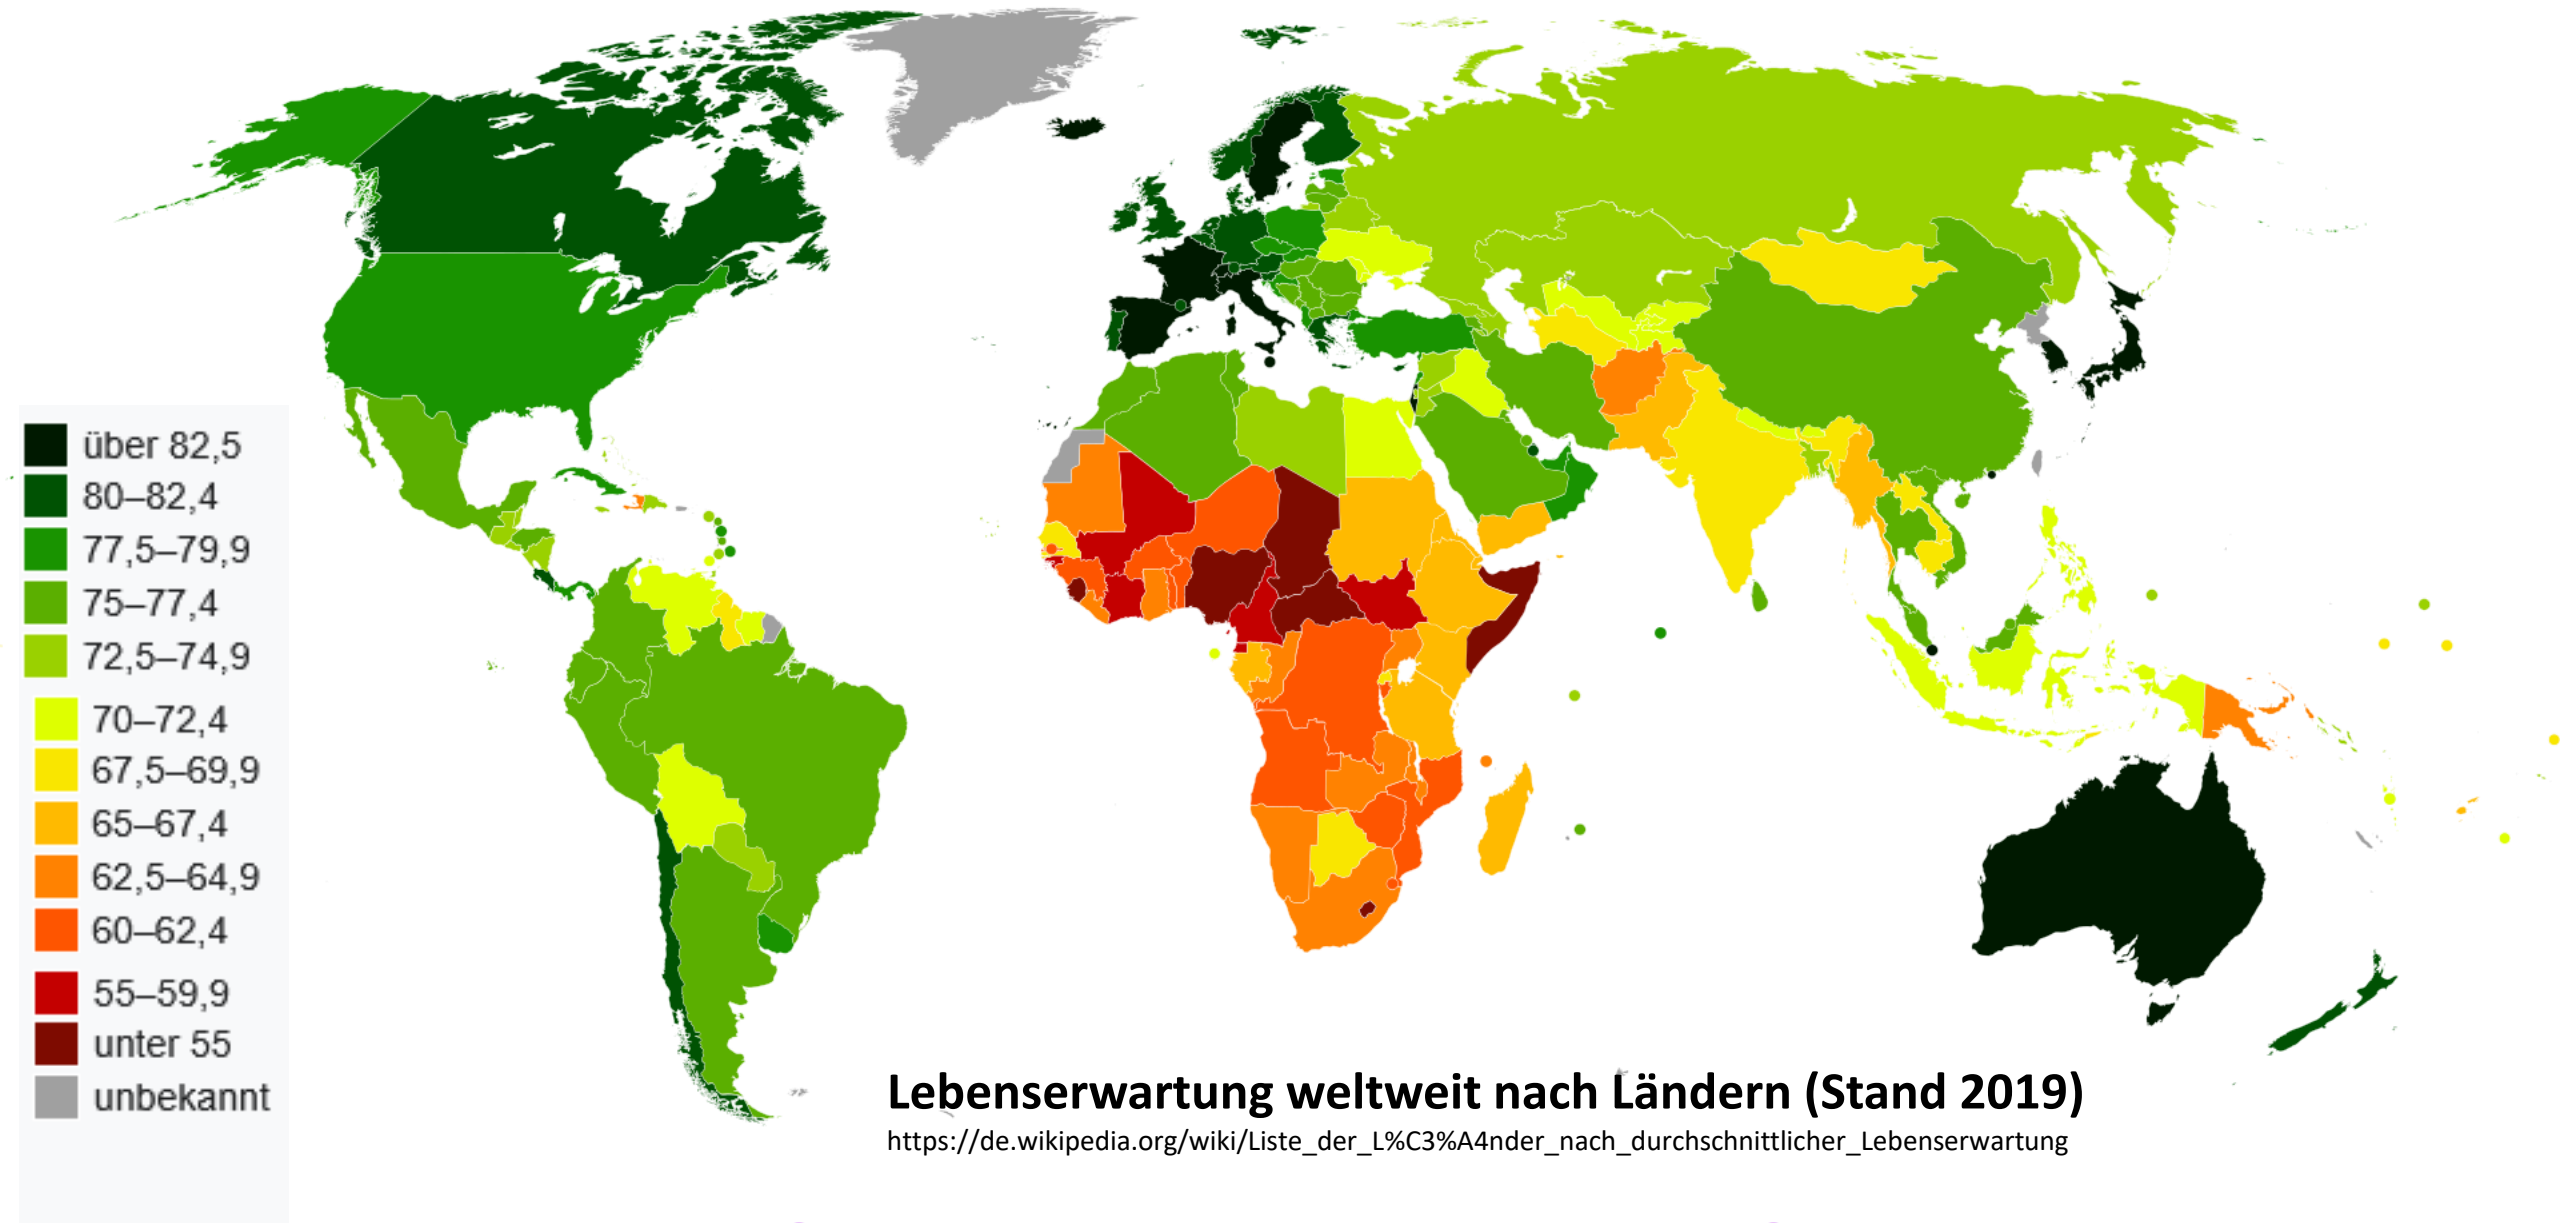 über 82,5
80–82,4
77,5–79,9
75–77,4
72,5–74,9
70–72,4
67,5–69,9
65–67,4
62,5–64,9
60–62,4
55–59,9
unter 55
unbekannt
Lebenserwartung weltweit nach Ländern (Stand 2019)
https://de.wikipedia.org/wiki/Liste_der_L%C3%A4nder_nach_durchschnittlicher_Lebenserwartung